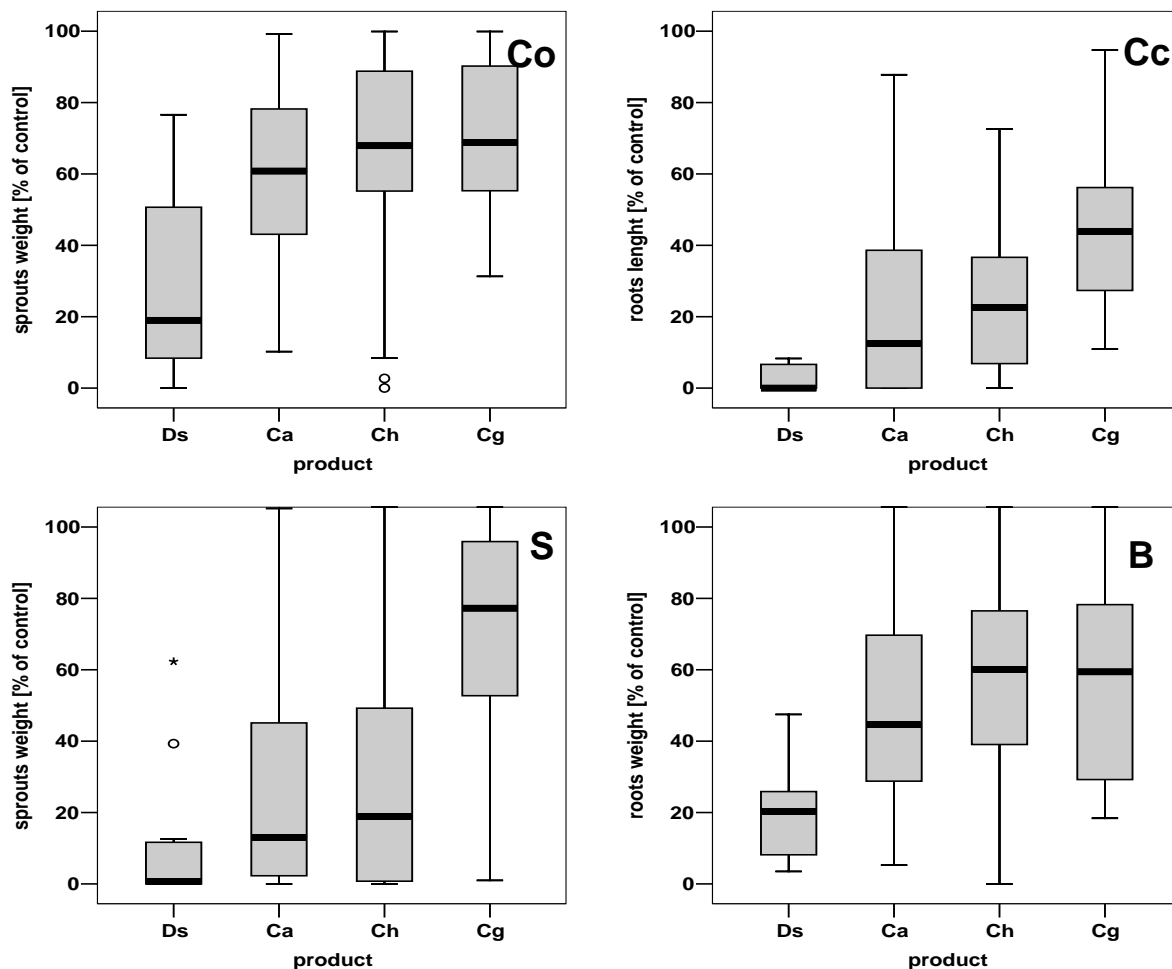 Co
sprouts weight [% of control]
100
80
60
40
20
0
Ds Ca Ch Cg
product
Cc
roots lenght [% of control]
100
80
60
40
20
0
Ds Ca Ch Cg
product
S
sprouts weight [% of control]
100
80
60
40
20
0
*
Ds Ca Ch Cg
product
B
roots weight [% of control]
100
80
60
40
20
0
Ds Ca Ch Cg
product